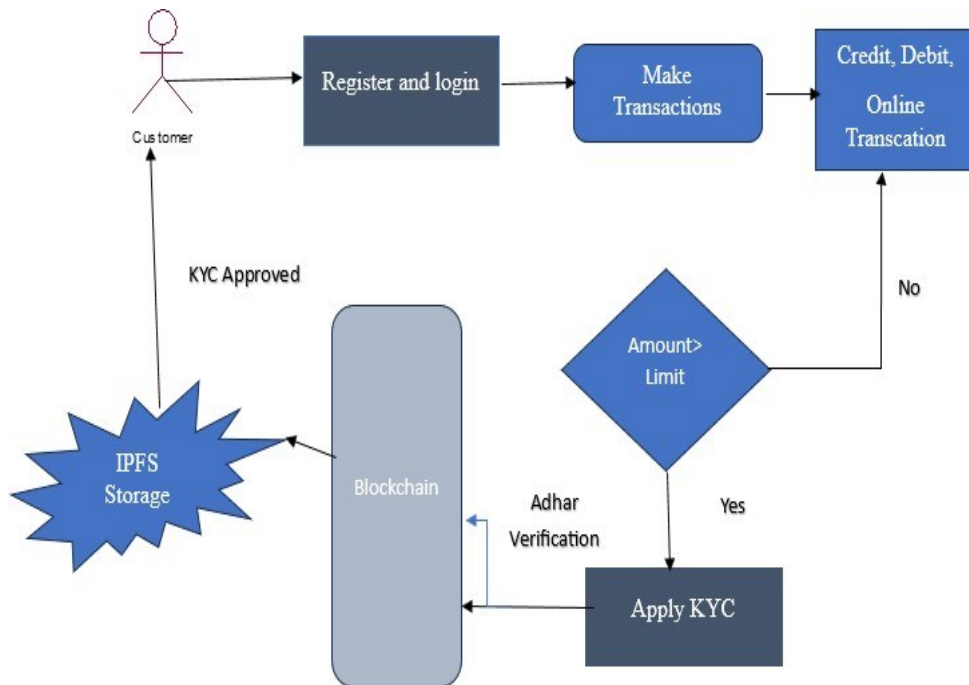 Customer
Register and login
Make
Transactions
Credit, Debit,
Online
Transcation
KYC Approved
No
Amount>
Limit
IPFS
Storage
Blockchain
Adhar
Verification
Yes
Apply KYC